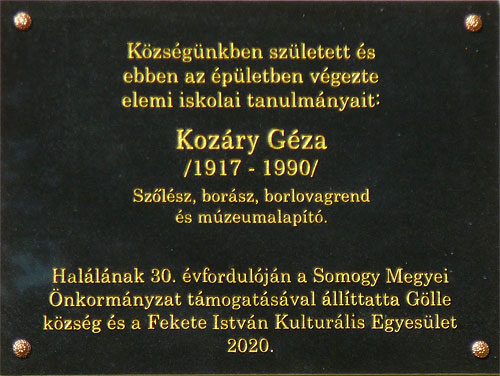 Községünkben született és
ebben az épületben végezte
elemi iskolai tanulmányait:
Kozáry Géza
/1917 - 1990/
Szőlész, borász, borlovagrend
és múzeumalapító.
Halálának 30. évfordulóján a Somogy Megyei
Önkormányzat támogatásával állíttatta Gölle
község és a Fekete István Kulturális Egyesület
2020.